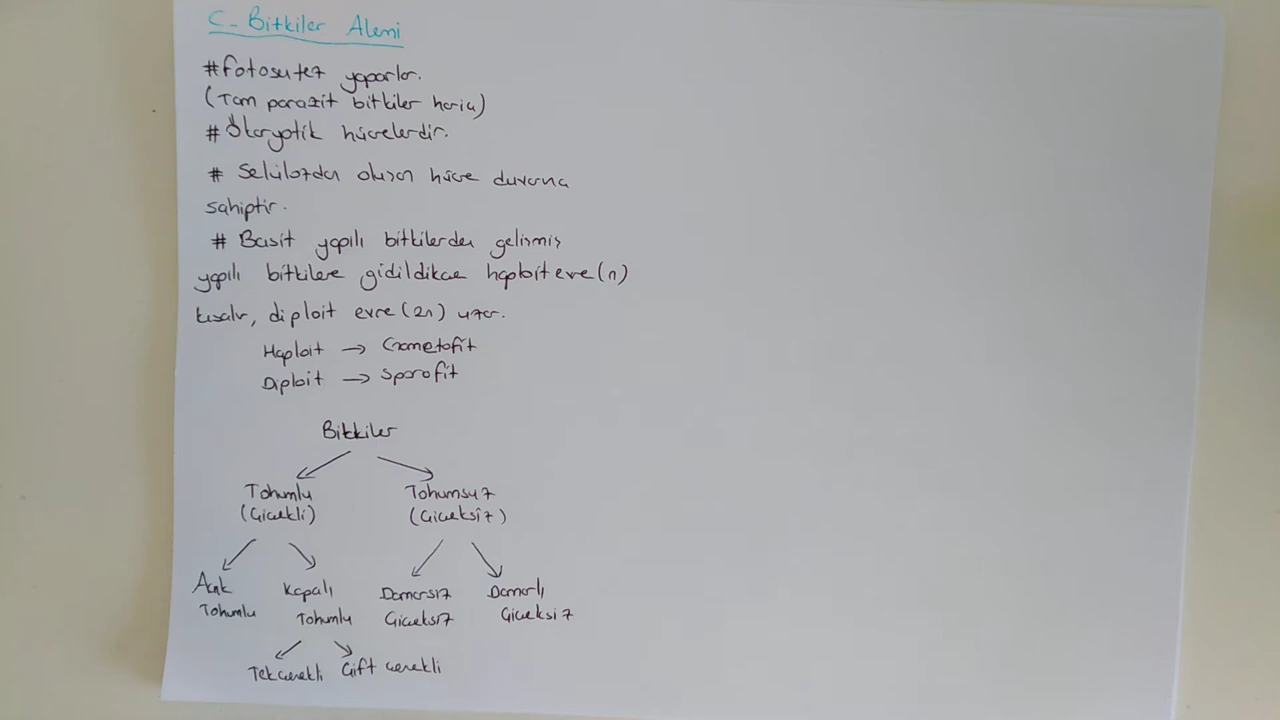 C- Bitkiler Alemi
# Fotosentez yaparlar.
(Tam parazit bitkiler hariç)
# Ökaryotik hücrelerdir.
# Selülozdan oluşan hücre duvarına
sahiptir.
# Basit yapılı bitkilerden gelişmiş
yapılı bitkilere gidildikçe haploit evre (n)
kısalır, diploit evre (2n) uzar.
Haploit → Gametofit
Diploit → Sporofit
Bitkiler
Tohumlu Tohumsuz
(Çiçekli) (Çiçeksiz)
Açık Kapalı Damarsız Damarlı
Tohumlu Tohumlu Çiçeksiz Çiçeksiz
Tek çenekli Çift çenekli